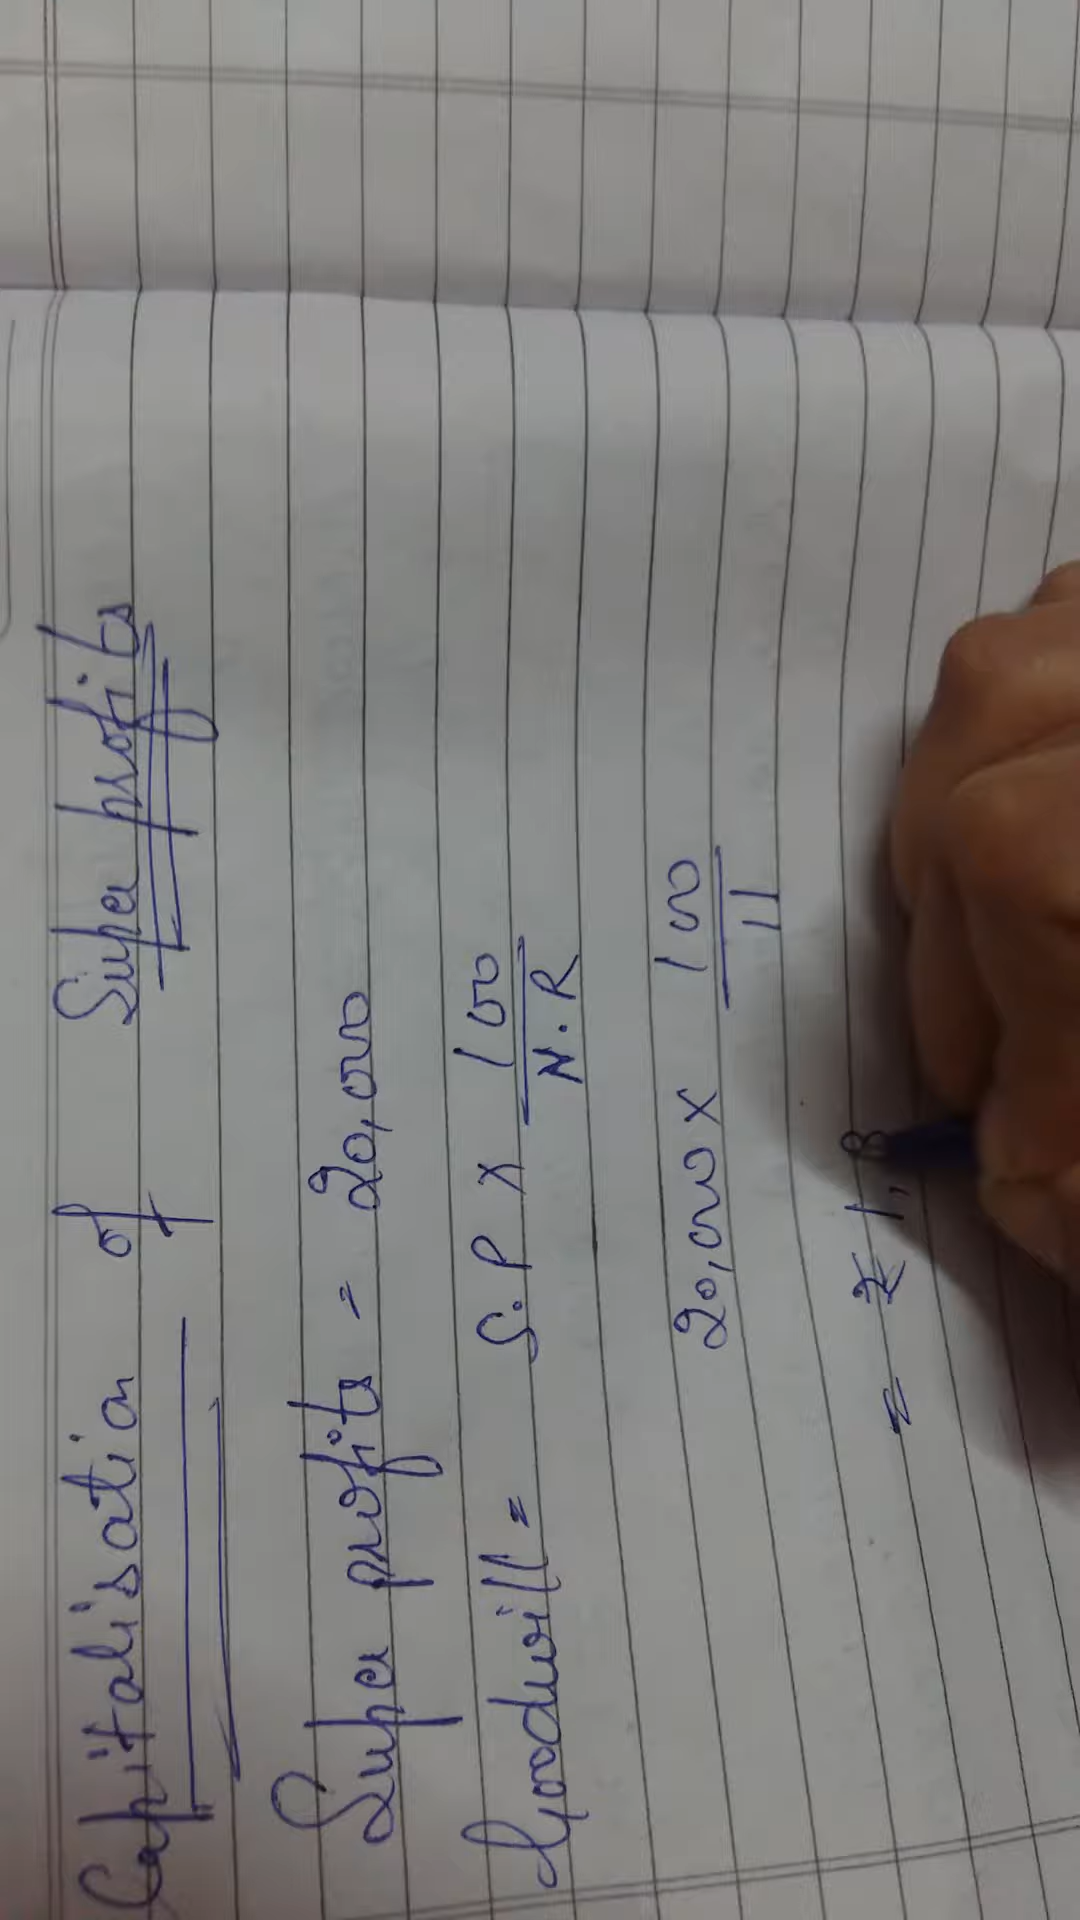 Capitalisation of Super profits
Super profits = 20,000
Goodwill = S.P X 100/N.R
20,000 X 100/11
= ₹ 1,8